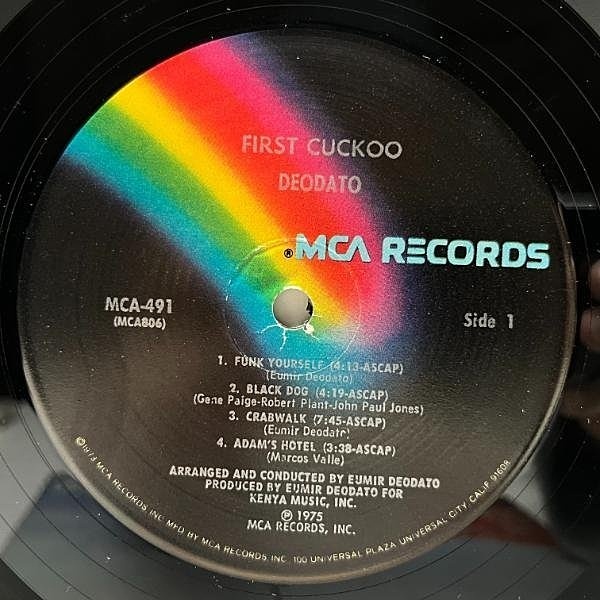 FIRST CUCKOO
DEODATO
®MCA RECORDS
MCA-491
(MCA806)
Side 1
1. FUNK YOURSELF (4:13-ASCAP)
(Eumir Deodato)
2. BLACK DOG (4:19-ASCAP)
(Gene Paige-Robert Plant-John Paul Jones)
3. CRABWALK (7:45-ASCAP)
(Eumir Deodato)
4. ADAM'S HOTEL (3:38-ASCAP)
(Marcos Valle)
ARRANGED AND CONDUCTED BY EUMIR DEODATO
PRODUCED BY EUMIR DEODATO FOR
KENYA MUSIC, INC.
℗ 1975
MCA RECORDS, INC.
©1973 MCA RECORDS INC MFD BY MCA RECORDS, INC. 100 UNIVERSAL PLAZA, UNIVERSAL CITY, CALIF. 91608